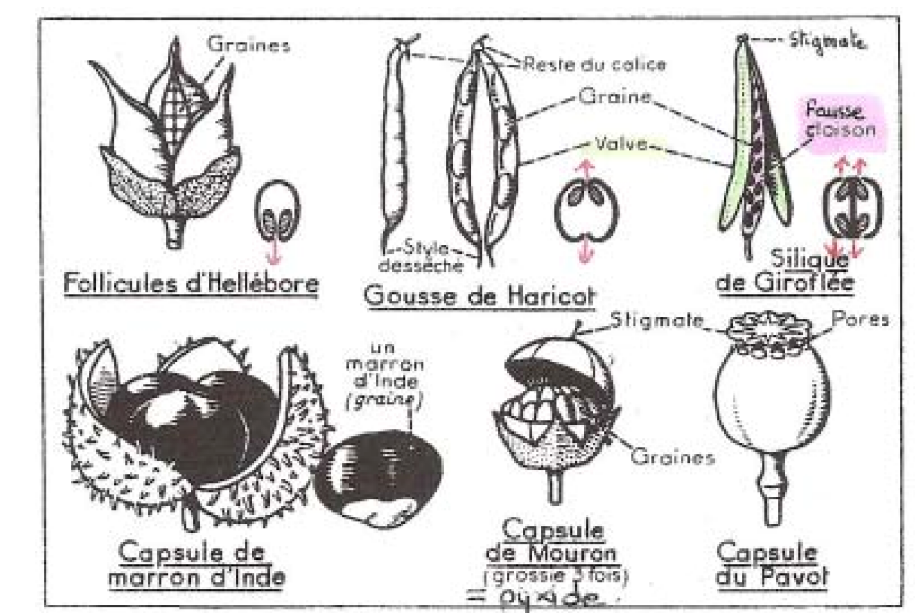 Graines
Follicules d'Hellébore
Reste du calice
Graine
Valve
Style
desséché
Gousse de Haricot
Stigmate
Fausse
cloison
Silique
de Giroflée
un
marron
d'Inde
(graine)
Capsule de
marron d'Inde
Stigmate
Graines
Capsule
de Mouron
(grossie 3 fois)
= pyxide.
Pores
Capsule
du Pavot